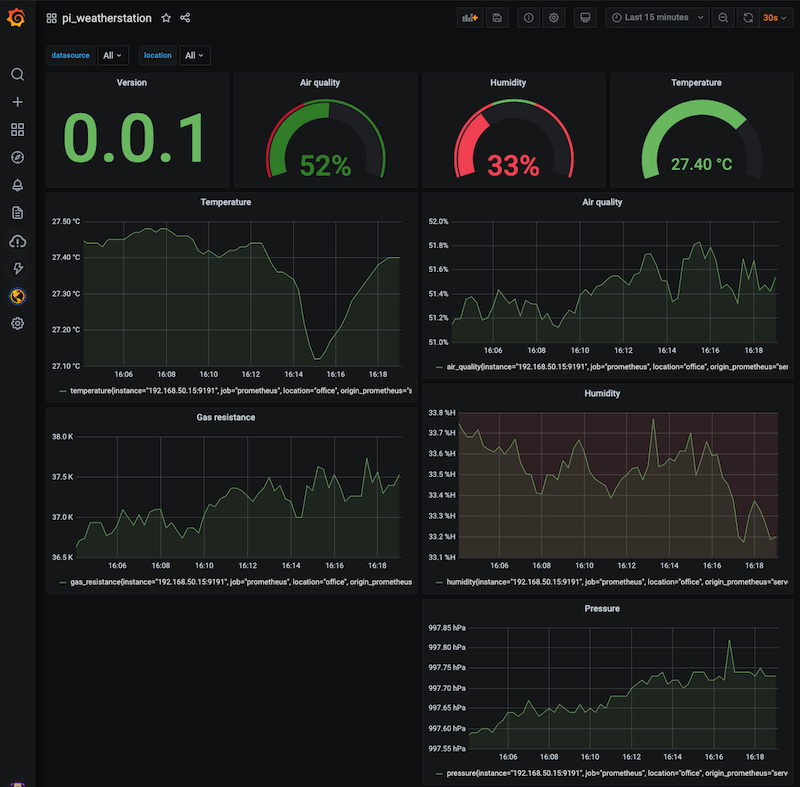 pi_weatherstation
Last 15 minutes
30s
datasource
All
location
All
Version
0.0.1
Air quality
52%
Humidity
33%
Temperature
27.40 °C
Temperature
27.50 °C
27.40 °C
27.30 °C
27.20 °C
27.10 °C
16:06 16:08 16:10 16:12 16:14 16:16 16:18
temperature{instance="192.168.50.15:9191", job="prometheus", location="office", origin_prometheus="s
Air quality
52.0%
51.8%
51.6%
51.4%
51.2%
51.0%
16:06 16:08 16:10 16:12 16:14 16:16 16:18
air_quality{instance="192.168.50.15:9191", job="prometheus", location="office", origin_prometheus="ser
Gas resistance
38.0 K
37.5 K
37.0 K
36.5 K
16:06 16:08 16:10 16:12 16:14 16:16 16:18
gas_resistance{instance="192.168.50.15:9191", job="prometheus", location="office", origin_prometheus
Humidity
33.8 %H
33.7 %H
33.6 %H
33.5 %H
33.4 %H
33.3 %H
33.2 %H
33.1 %H
16:06 16:08 16:10 16:12 16:14 16:16 16:18
humidity{instance="192.168.50.15:9191", job="prometheus", location="office", origin_prometheus="serv
Pressure
997.85 hPa
997.80 hPa
997.75 hPa
997.70 hPa
997.65 hPa
997.60 hPa
997.55 hPa
16:06 16:08 16:10 16:12 16:14 16:16 16:18
pressure{instance="192.168.50.15:9191", job="prometheus", location="office", origin_prometheus="serv